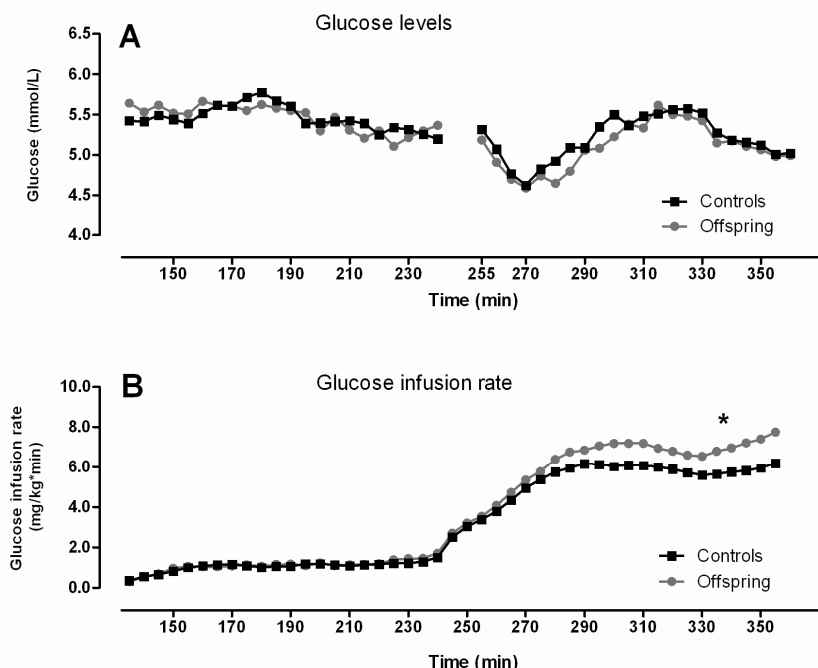 A
Glucose levels
Glucose (mmol/L)
6.5
6.0
5.5
5.0
4.5
4.0
Controls
Offspring
150 170 190 210 230 255 270 290 310 330 350
Time (min)
B
Glucose infusion rate
Glucose infusion rate
(mg/kg*min)
10.0
8.0
6.0
4.0
2.0
0.0
*
Controls
Offspring
150 170 190 210 230 250 270 290 310 330 350
Time (min)